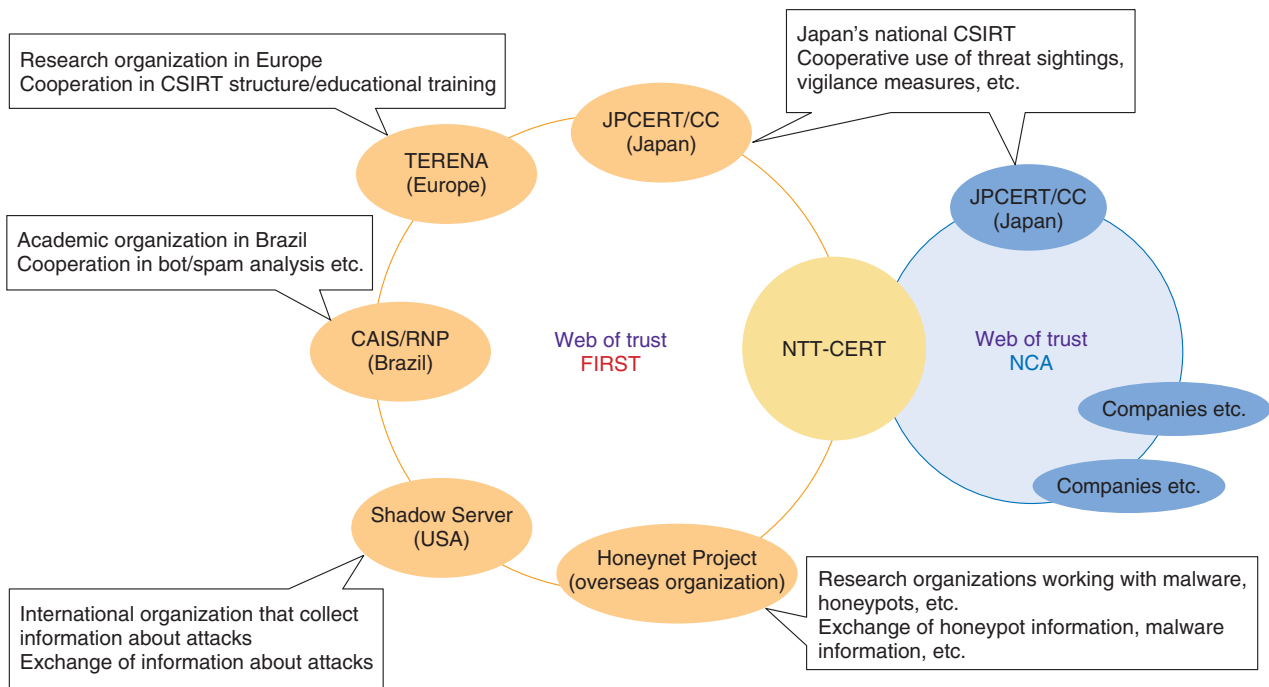 Research organization in Europe
Cooperation in CSIRT structure/educational training
Japan's national CSIRT
Cooperative use of threat sightings,
vigilance measures, etc.
JPCERT/CC
(Japan)
TERENA
(Europe)
JPCERT/CC
(Japan)
Academic organization in Brazil
Cooperation in bot/spam analysis etc.
CAIS/RNP
(Brazil)
Web of trust
FIRST
NTT-CERT
Web of trust
NCA
Companies etc.
Companies etc.
Shadow Server
(USA)
Honeynet Project
(overseas organization)
International organization that collect
information about attacks
Exchange of information about attacks
Research organizations working with malware,
honeypots, etc.
Exchange of honeypot information, malware
information, etc.